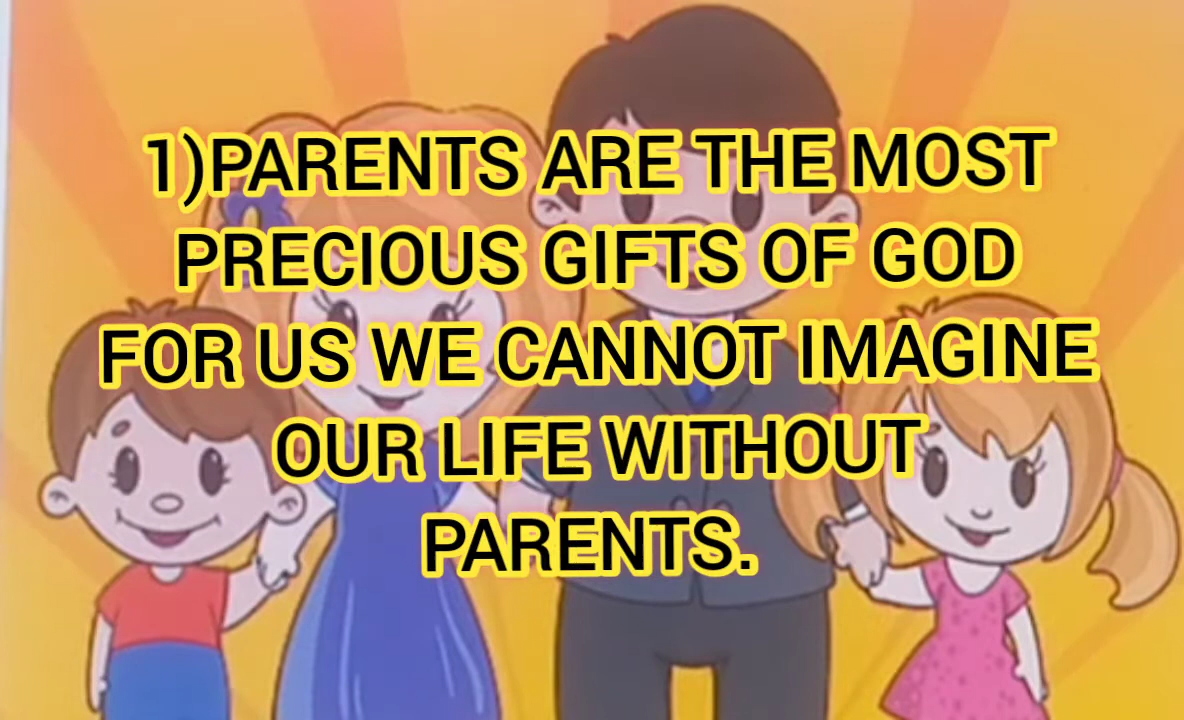 1)PARENTS ARE THE MOST
PRECIOUS GIFTS OF GOD
FOR US WE CANNOT IMAGINE
OUR LIFE WITHOUT
PARENTS.